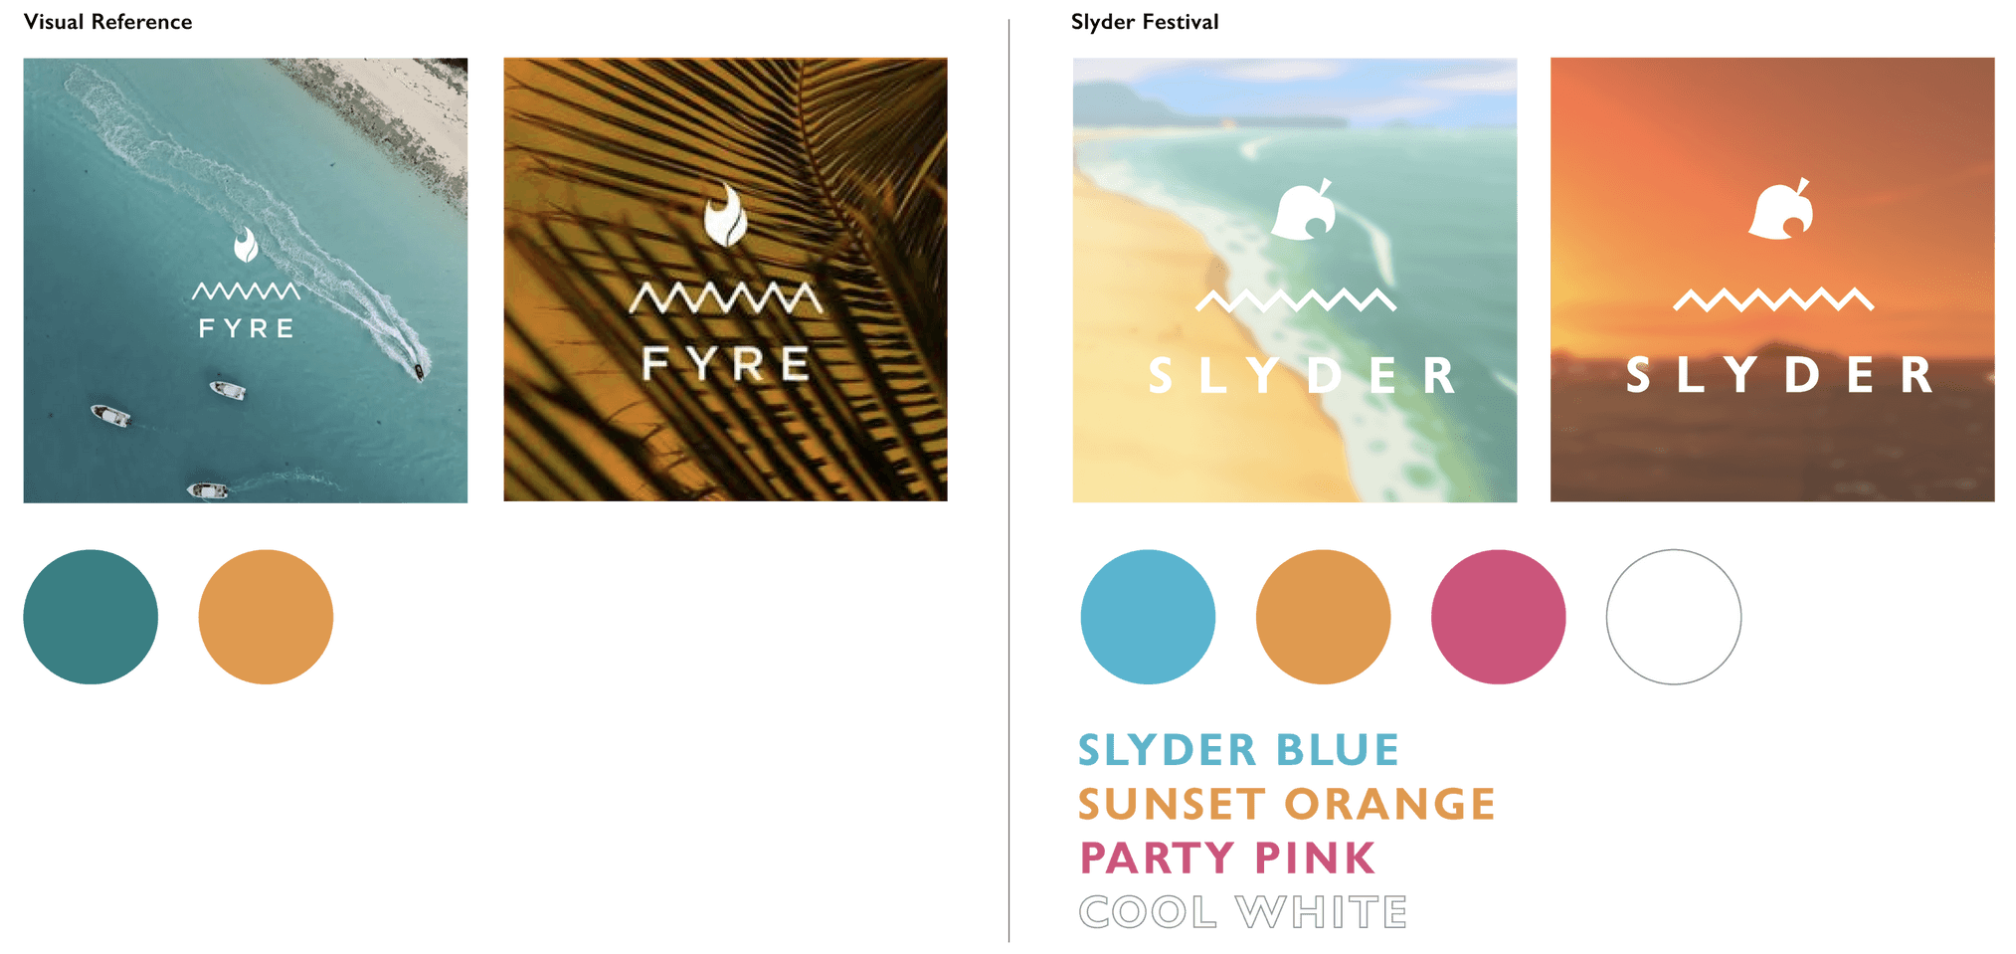 Visual Reference
FYRE
FYRE
Slyder Festival
SLYDER
SLYDER
SLYDER BLUE
SUNSET ORANGE
PARTY PINK
COOL WHITE